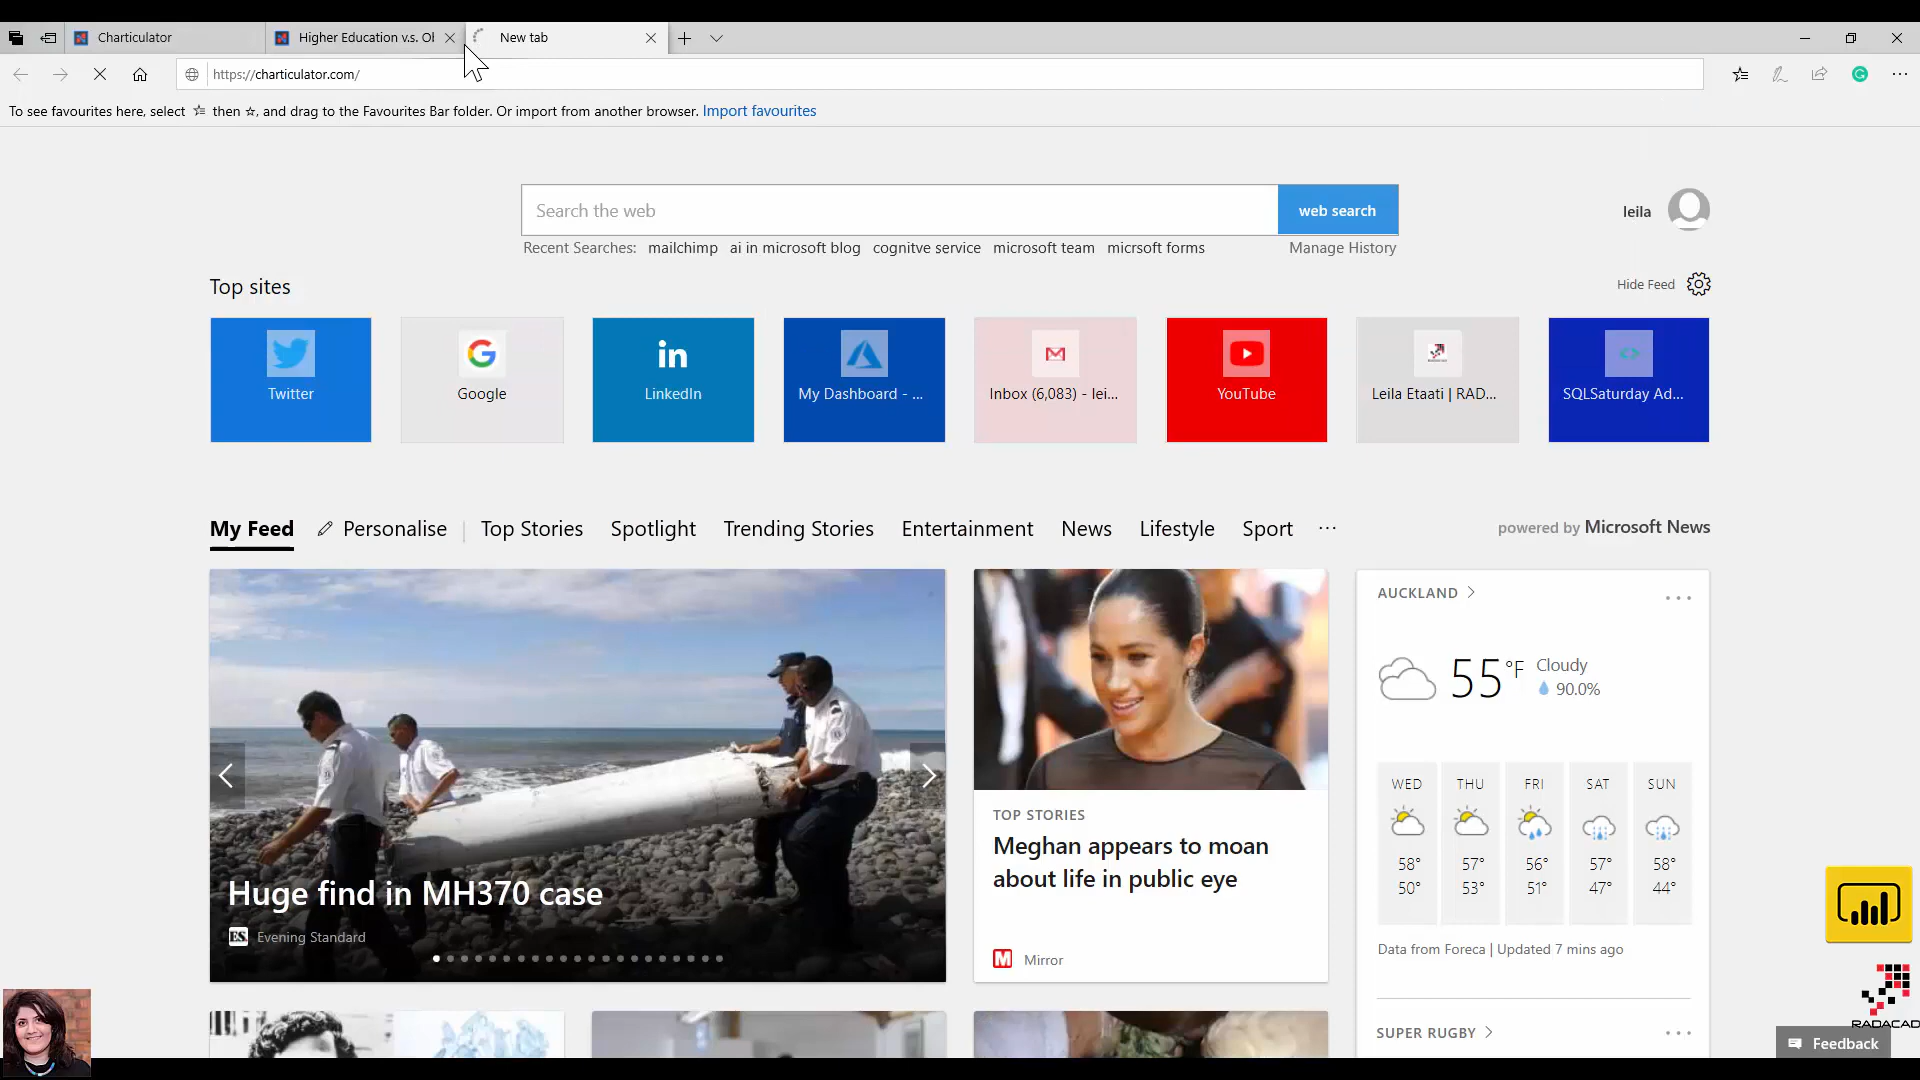 Charticulator
Higher Education v.s. Ol
New tab
https://charticulator.com/
To see favourites here, select then ☆, and drag to the Favourites Bar folder. Or import from another browser. Import favourites
Search the web
web search
leila
Recent Searches: mailchimp ai in microsoft blog cognitve service microsoft team micrsoft forms Manage History
Top sites
Hide Feed
Twitter
Google
LinkedIn
My Dashboard - ...
Inbox (6,083) - lei...
YouTube
Leila Etaati | RAD...
SQLSaturday Ad...
My Feed Personalise | Top Stories Spotlight Trending Stories Entertainment News Lifestyle Sport ...
powered by Microsoft News
Huge find in MH370 case
ES Evening Standard
TOP STORIES
Meghan appears to moan
about life in public eye
M Mirror
AUCKLAND
55 °F Cloudy
90.0%
WED THU FRI SAT SUN
58° 57° 56° 57° 58°
50° 53° 51° 47° 44°
Data from Foreca | Updated 7 mins ago
SUPER RUGBY
RADACAD
Feedback